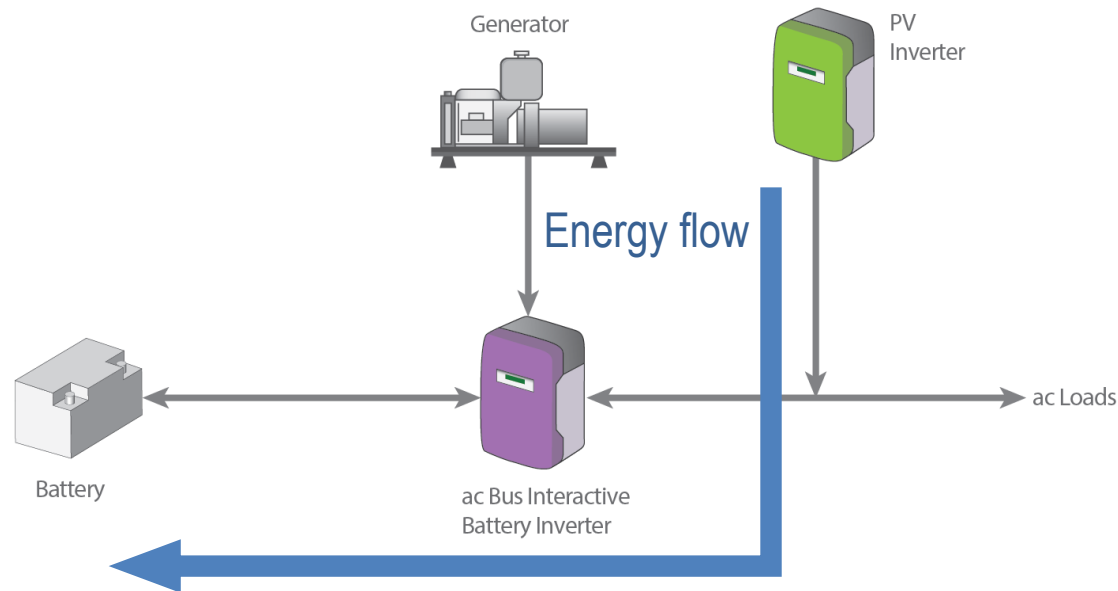 Generator
PV
Inverter
Energy flow
ac Loads
Battery
ac Bus Interactive
Battery Inverter